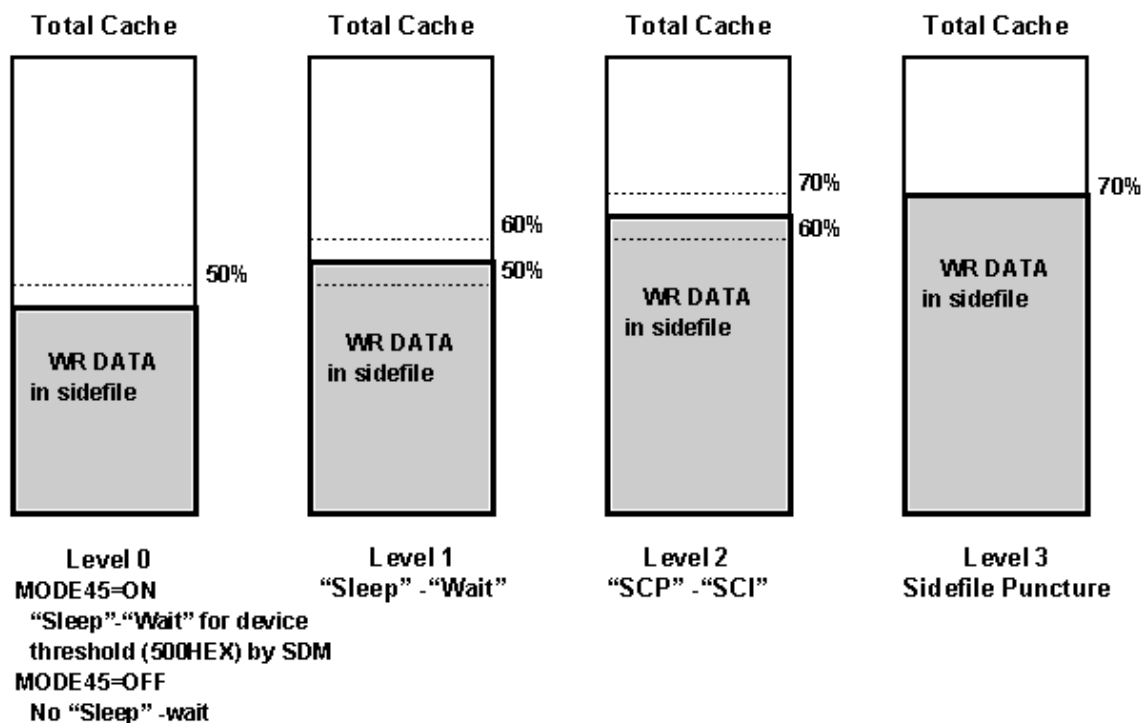 Total Cache
Total Cache
Total Cache
Total Cache
50%
60%
50%
70%
60%
70%
WR DATA
in sidefile
WR DATA
in sidefile
WR DATA
in sidefile
WR DATA
in sidefile
Level 0
MODE45=ON
“Sleep”-“Wait” for device
threshold (500HEX) by SDM
MODE45=OFF
No “Sleep” -wait
Level 1
“Sleep” -“Wait”
Level 2
“SCP” -“SCI”
Level 3
Sidefile Puncture